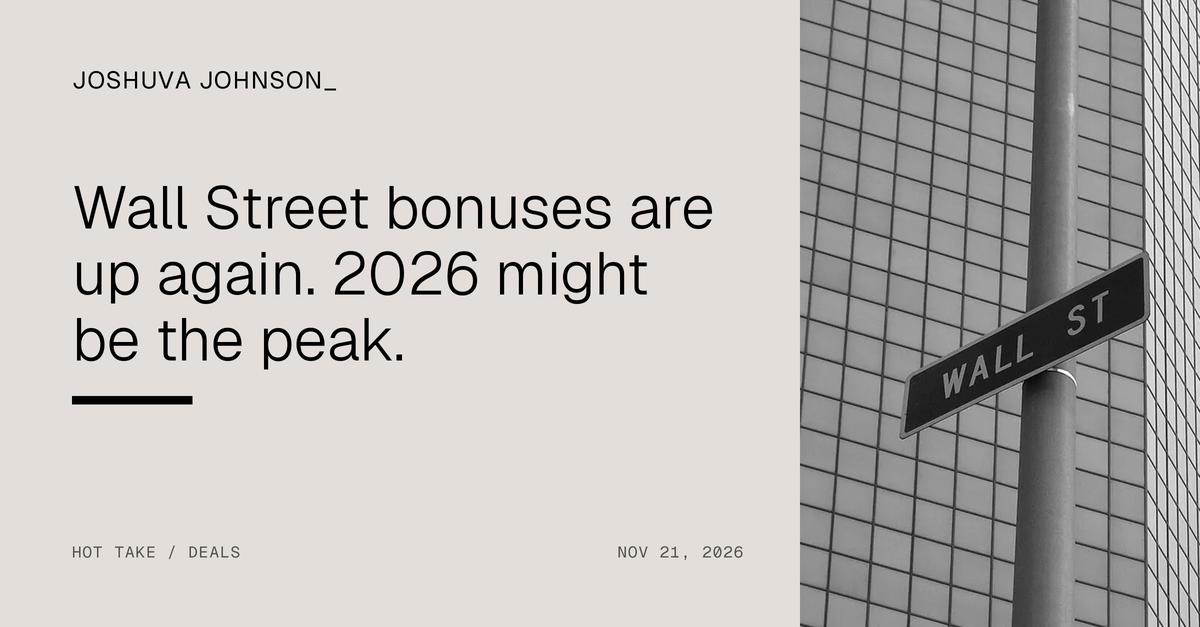 JOSHUVA JOHNSON_
Wall Street bonuses are
up again. 2026 might
be the peak.
HOT TAKE / DEALS
NOV 21, 2026
WALL ST